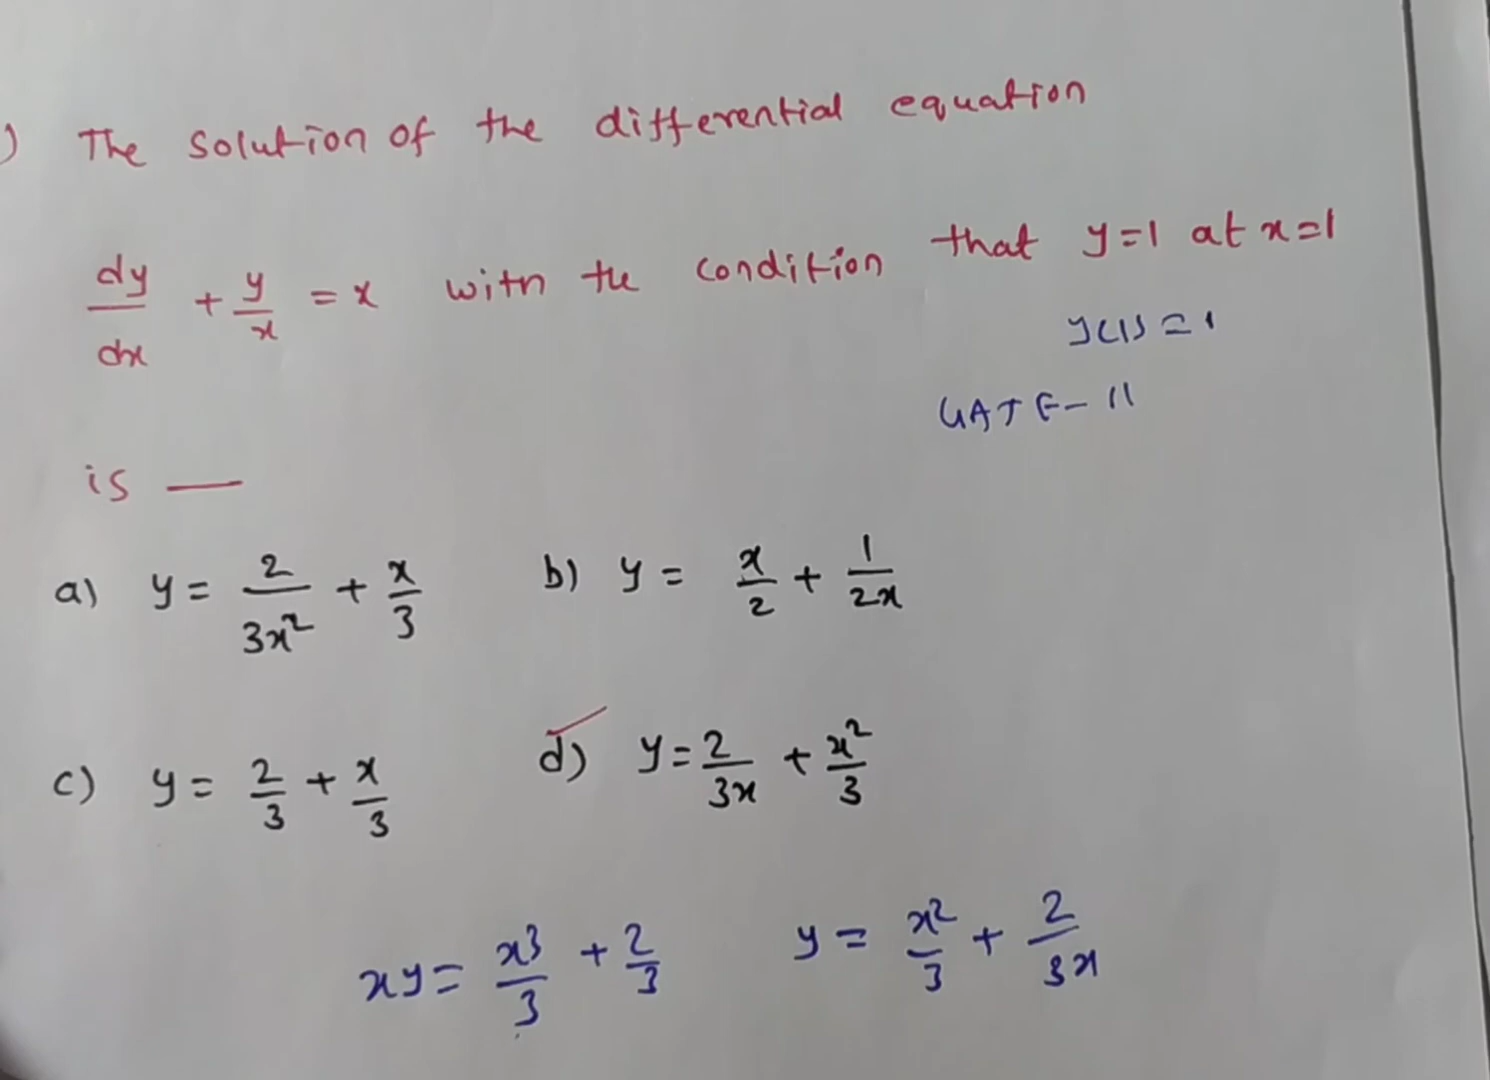 ) The solution of the differential equation
dy/dx + y/x = x with the condition that y=1 at x=1
y(1) = 1
GATE-11
is —
a) y = 2/3x² + x/3 b) y = x/2 + 1/2x
c) y = 2/3 + x/3 d) y = 2/3x + x²/3
xy = x3/3 + 2/3 y = x²/3 + 2/3x